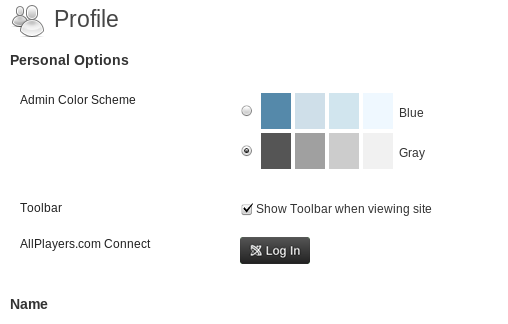 Profile
Personal Options
Admin Color Scheme
Blue
Gray
Toolbar
Show Toolbar when viewing site
AllPlayers.com Connect
Log In
Name